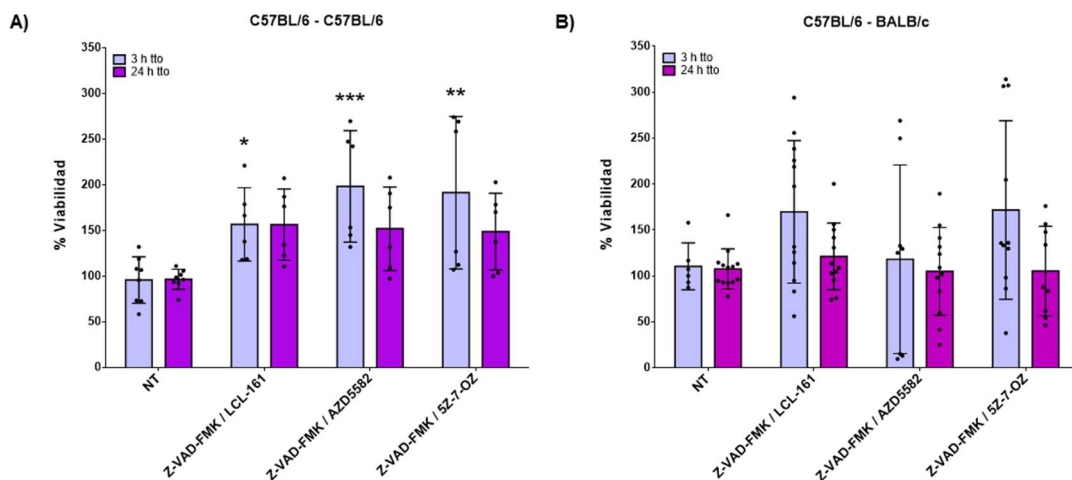 A)
C57BL/6 - C57BL/6
% Viabilidad
350
300
250
200
150
100
50
0
3 h tto
24 h tto
*
***
**
NT
Z-VAD-FMK / LCL-161
Z-VAD-FMK / AZD5582
Z-VAD-FMK / 5Z-7-OZ
B)
C57BL/6 - BALB/c
% Viabilidad
350
300
250
200
150
100
50
0
3 h tto
24 h tto
NT
Z-VAD-FMK / LCL-161
Z-VAD-FMK / AZD5582
Z-VAD-FMK / 5Z-7-OZ